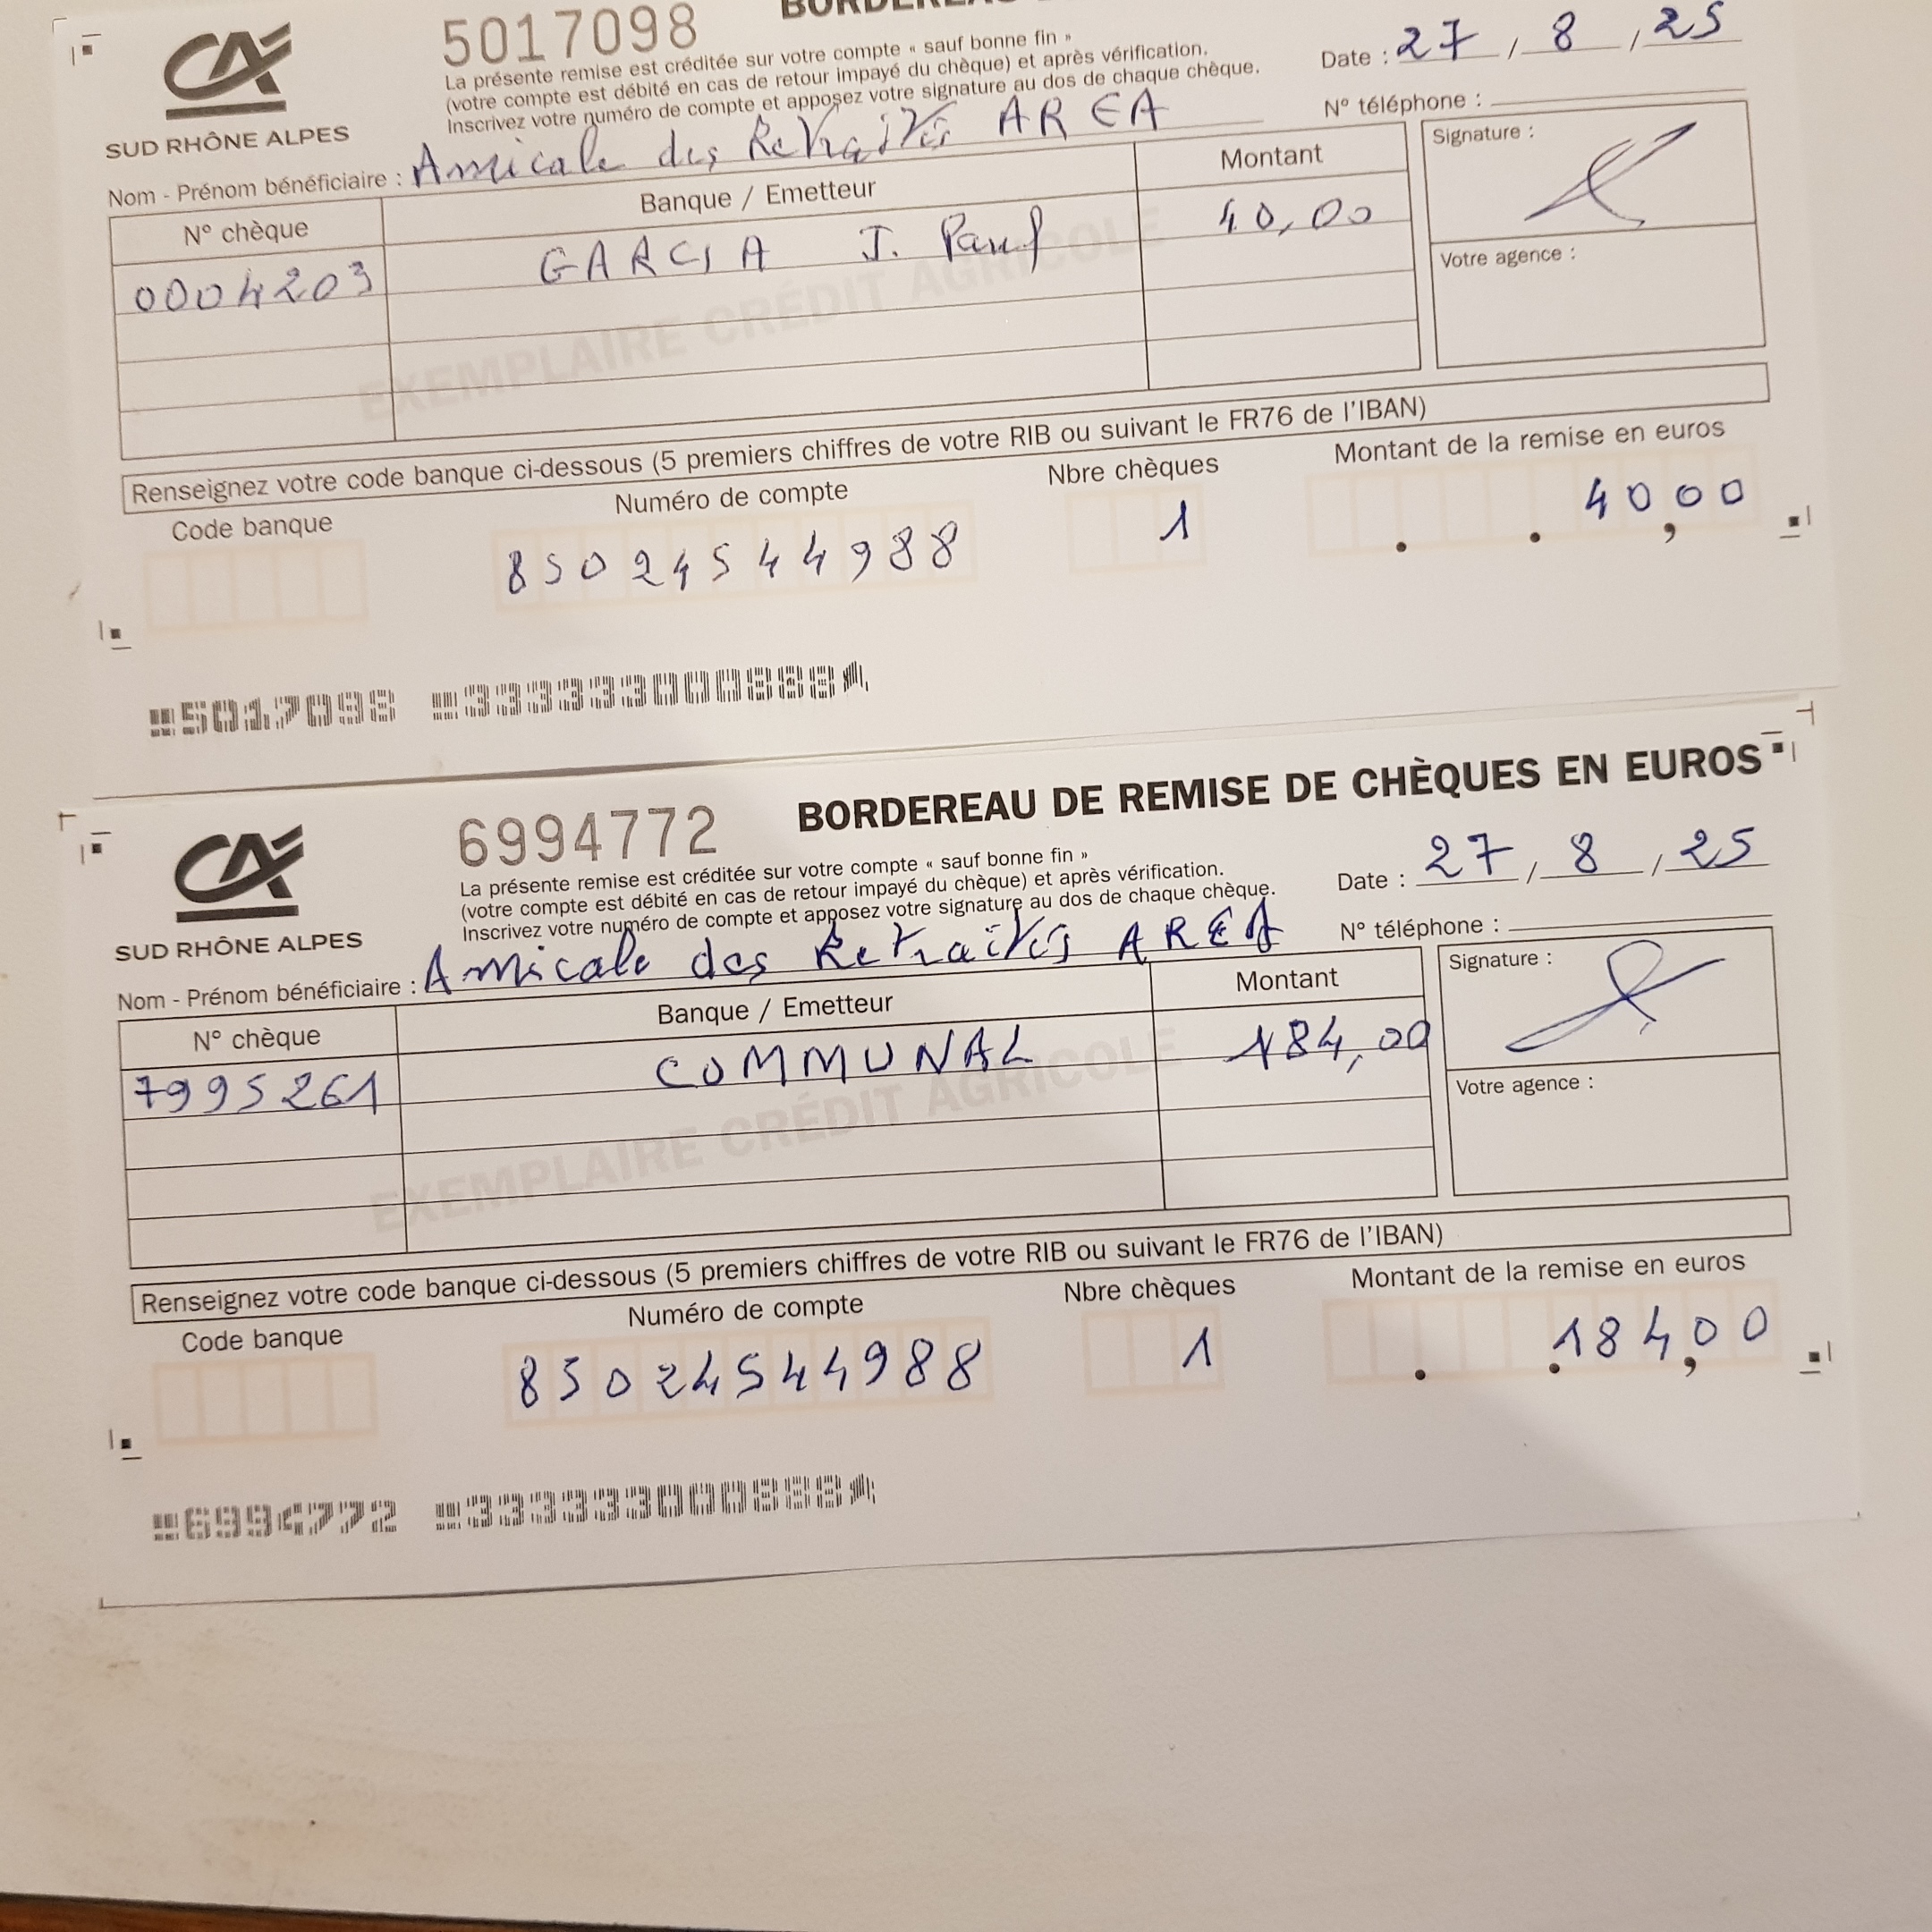 5017098
La présente remise est créditée sur votre compte « sauf bonne fin »
(votre compte est débité en cas de retour impayé du chèque) et après vérification.
Inscrivez votre numéro de compte et apposez votre signature au dos de chaque chèque.
Date : 27 / 8 / 25
N° téléphone :
CA
SUD RHÔNE ALPES
Nom - Prénom bénéficiaire : Amicale des Retraités AREA
N° chèque Banque / Emetteur Montant
0004203 GARCIA J. Paul 40,00
Signature :
Votre agence :
EXEMPLAIRE CRÉDIT AGRICOLE
Renseignez votre code banque ci-dessous (5 premiers chiffres de votre RIB ou suivant le FR76 de l'IBAN)
Code banque Numéro de compte Nbre chèques Montant de la remise en euros
85024544988 1 40,00
5017098 333333000888A
BORDEREAU DE REMISE DE CHÈQUES EN EUROS
6994772
La présente remise est créditée sur votre compte « sauf bonne fin »
(votre compte est débité en cas de retour impayé du chèque) et après vérification.
Inscrivez votre numéro de compte et apposez votre signature au dos de chaque chèque.
Date : 27 / 8 / 25
N° téléphone :
CA
SUD RHÔNE ALPES
Nom - Prénom bénéficiaire : Amicale des Retraités AREA
N° chèque Banque / Emetteur Montant
7995261 COMMUNAL 184,00
Signature :
Votre agence :
EXEMPLAIRE CRÉDIT AGRICOLE
Renseignez votre code banque ci-dessous (5 premiers chiffres de votre RIB ou suivant le FR76 de l'IBAN)
Code banque Numéro de compte Nbre chèques Montant de la remise en euros
85024544988 1 184,00
6994772 333333000888A